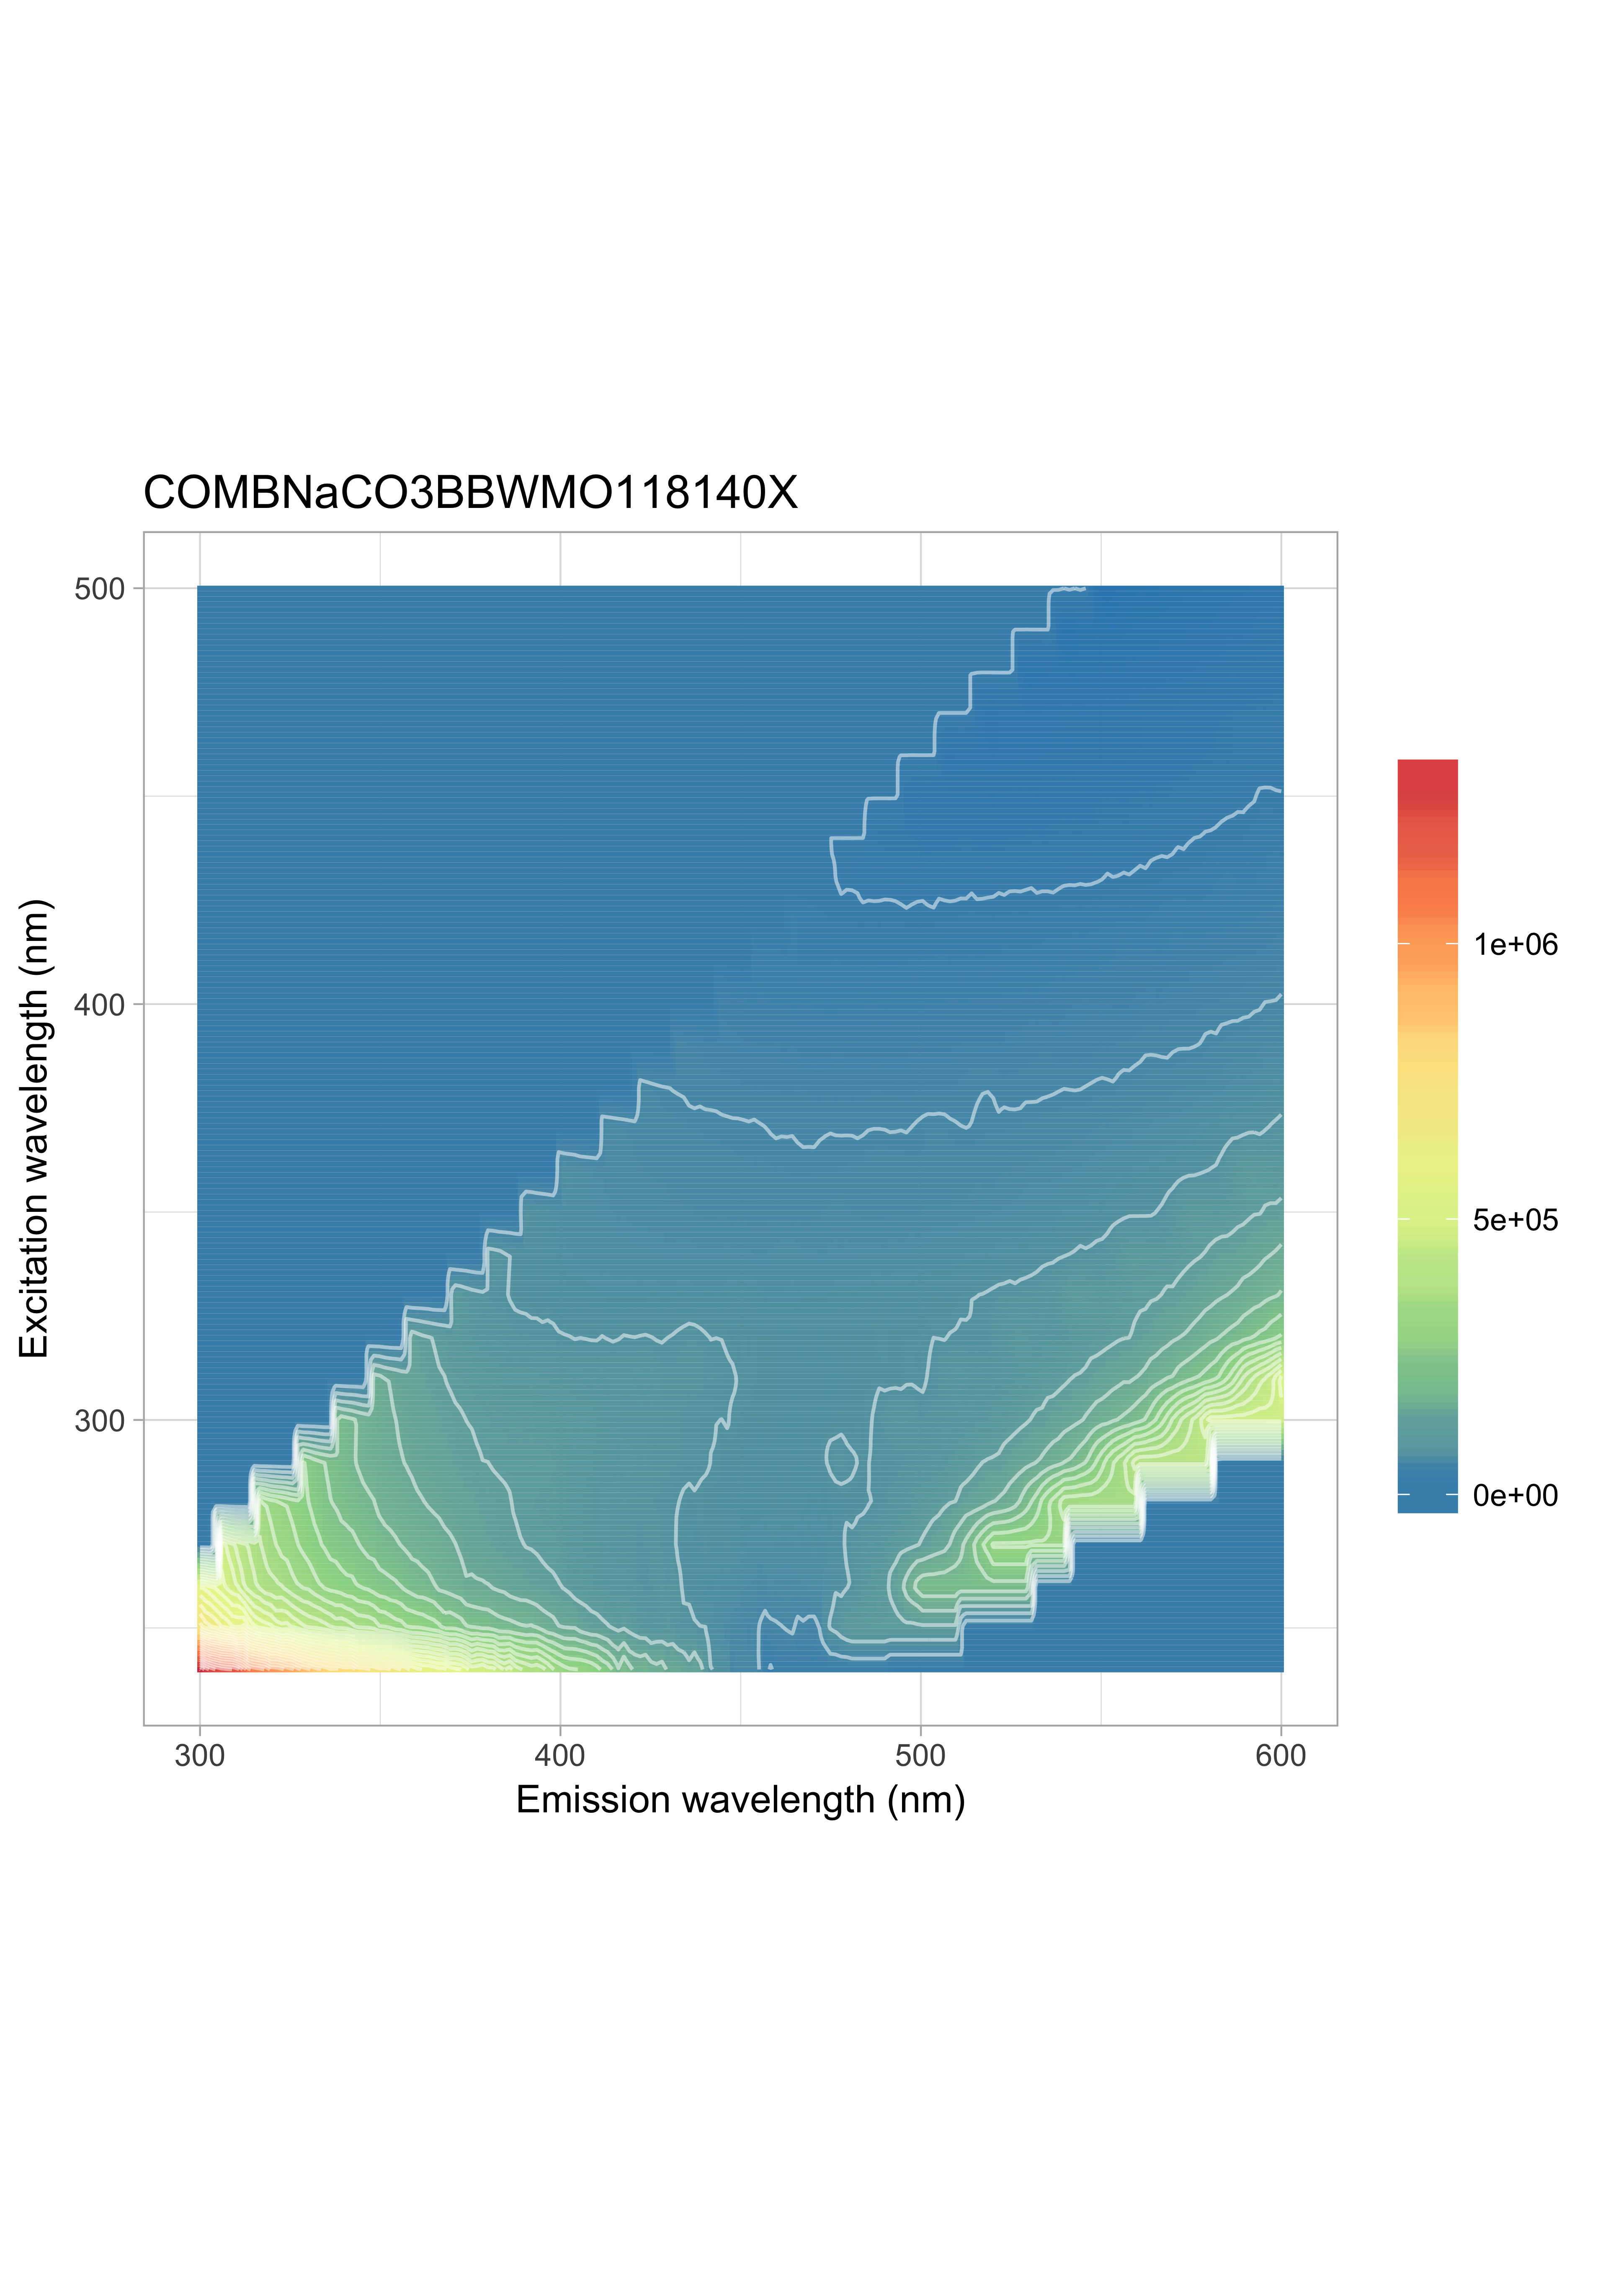 COMBNaCO3BBWMO118140X
500
400
300
Excitation wavelength (nm)
300
400
500
600
Emission wavelength (nm)
1e+06
5e+05
0e+00